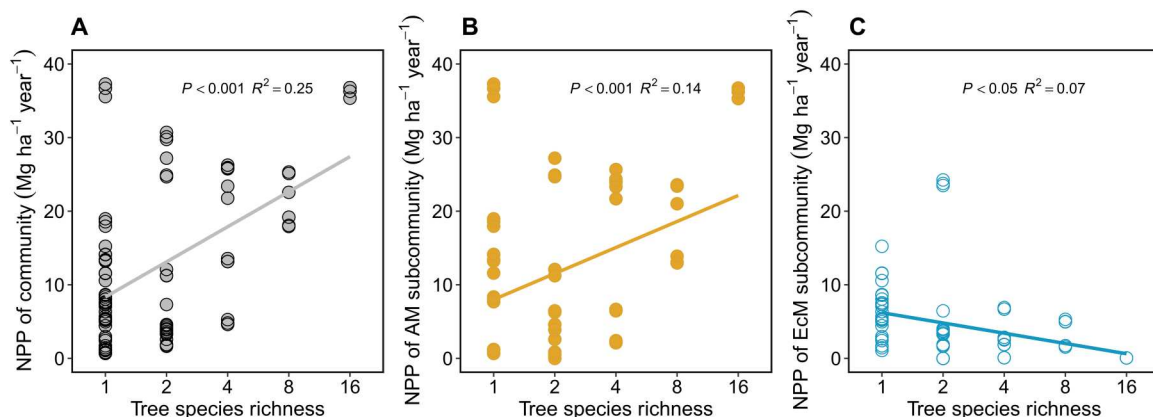 A
NPP of community (Mg ha⁻¹ year⁻¹)
40
30
20
10
0
P < 0.001 R² = 0.25
1 2 4 8 16
Tree species richness
B
NPP of AM subcommunity (Mg ha⁻¹ year⁻¹)
40
30
20
10
0
P < 0.001 R² = 0.14
1 2 4 8 16
Tree species richness
C
NPP of EcM subcommunity (Mg ha⁻¹ year⁻¹)
40
30
20
10
0
P < 0.05 R² = 0.07
1 2 4 8 16
Tree species richness